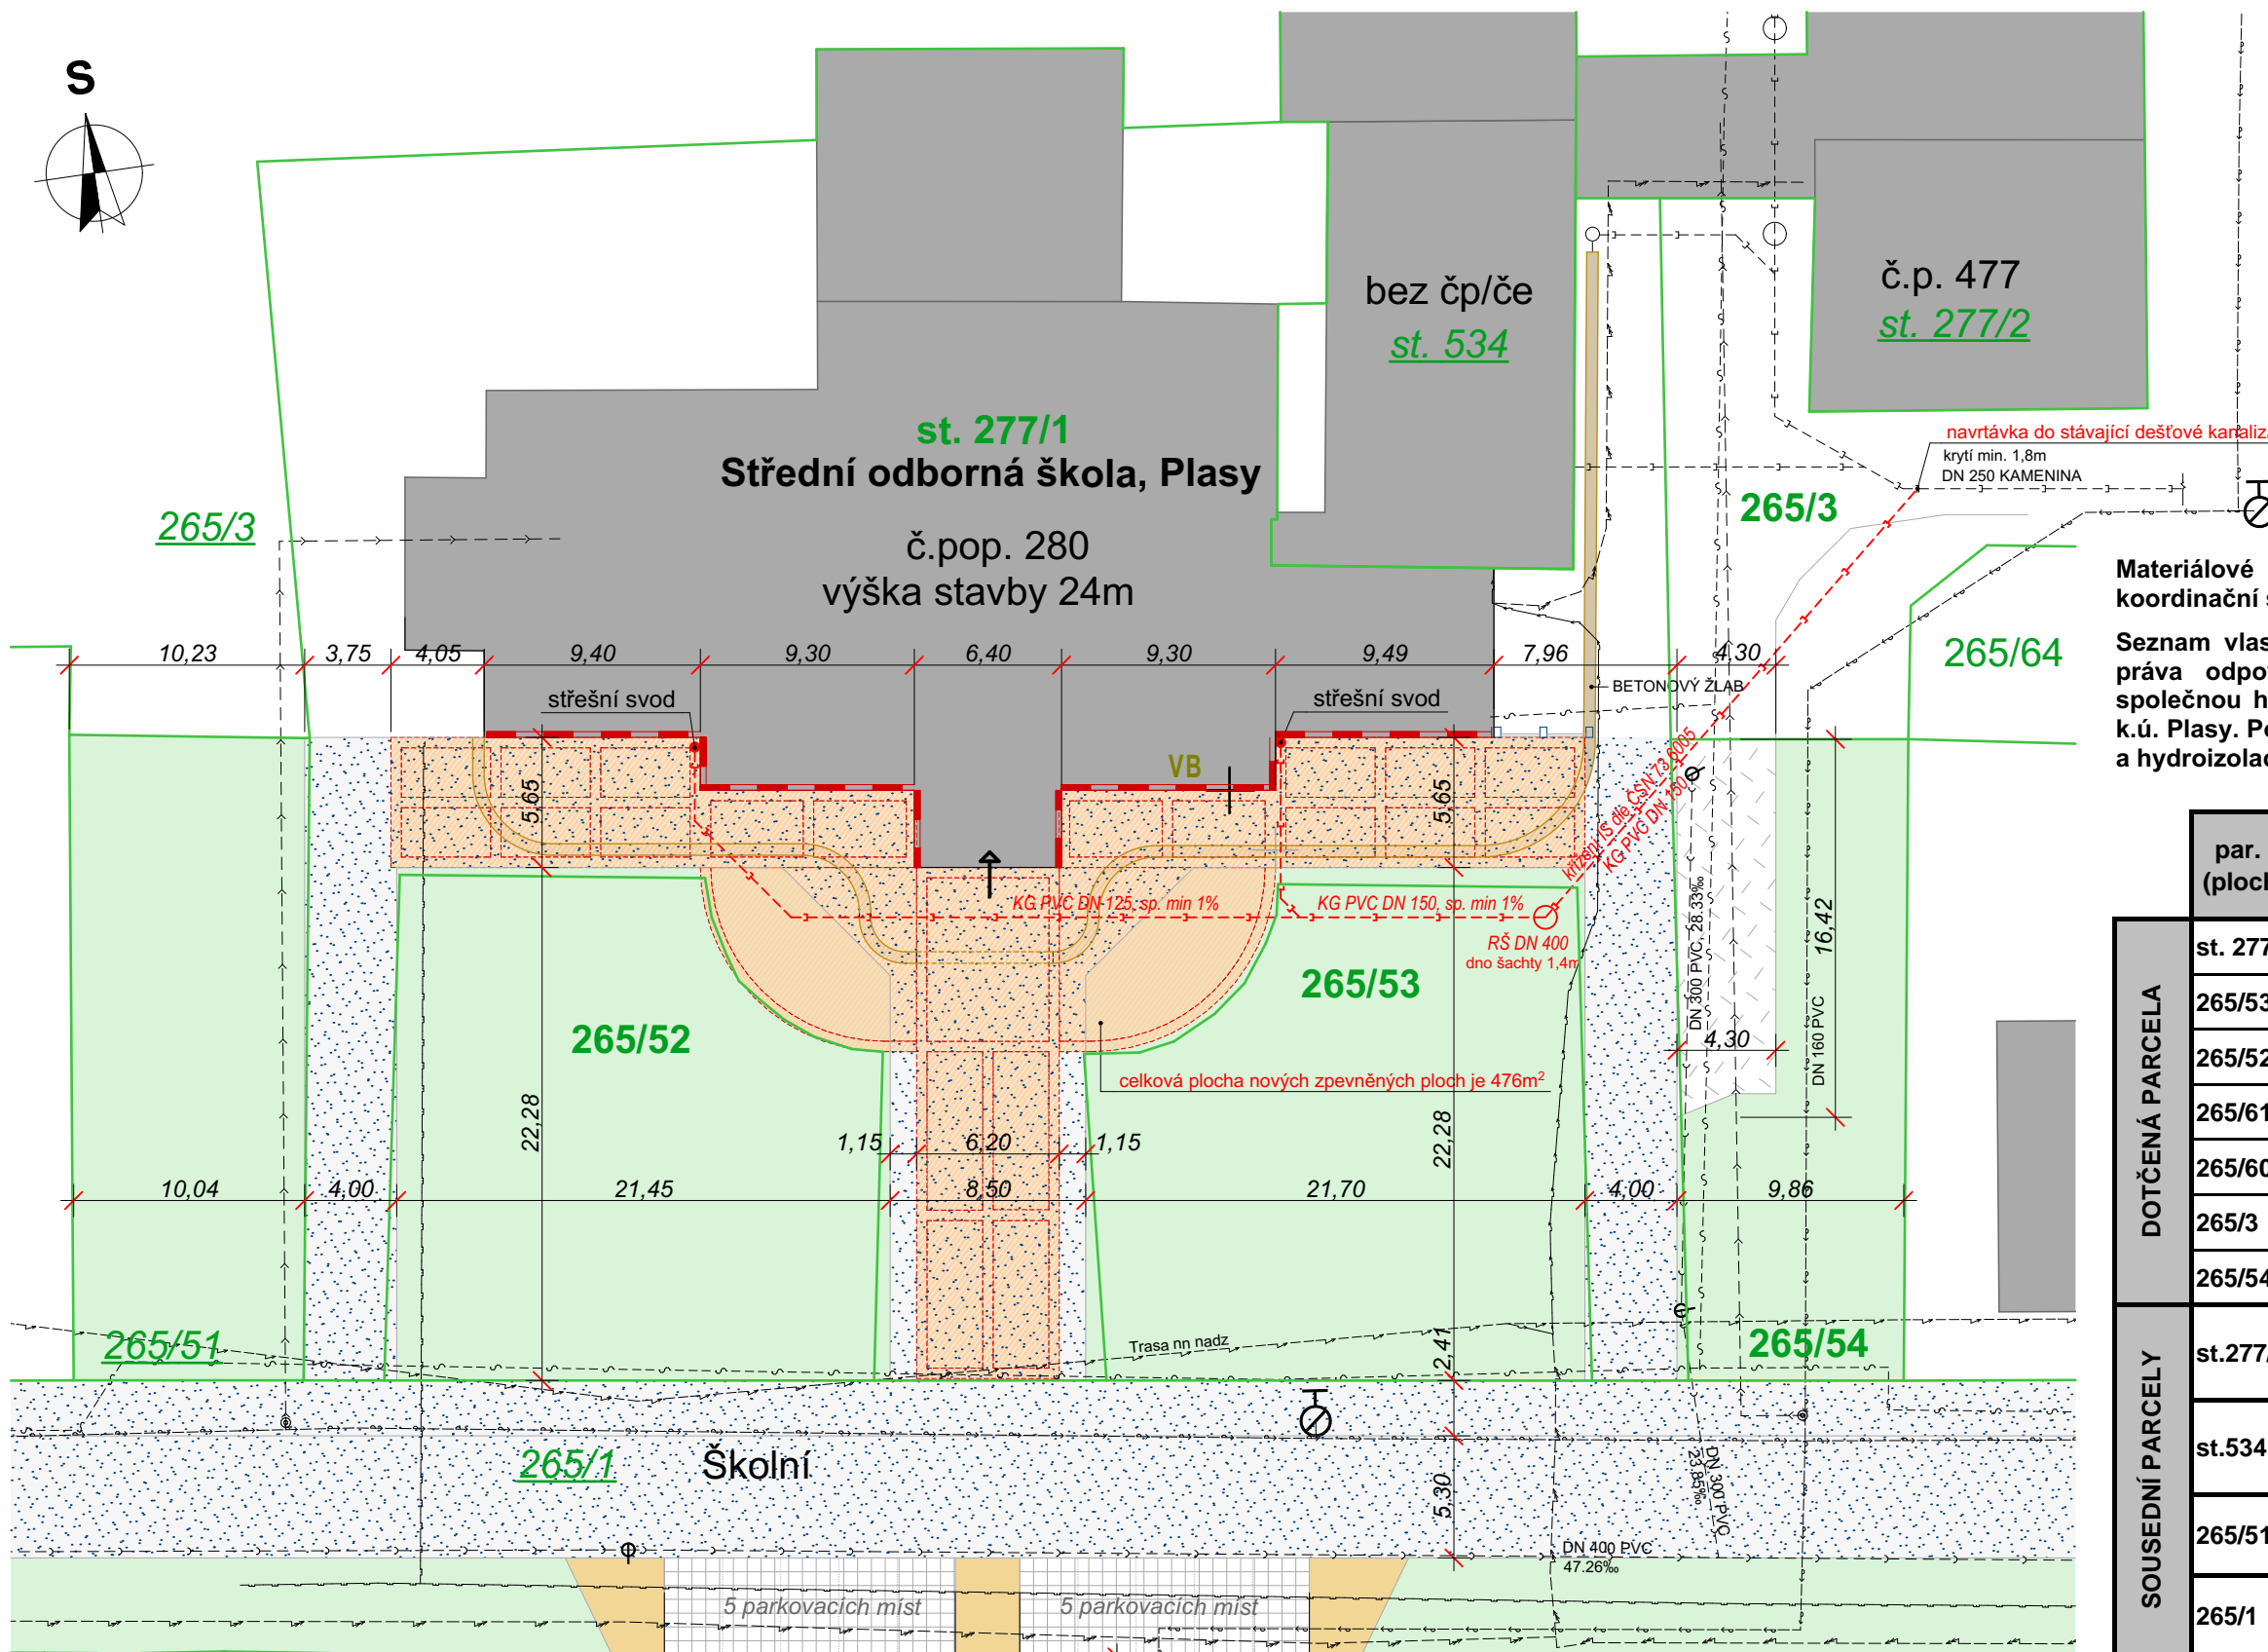 S
bez čp/če
st. 534
č.p. 477
st. 277/2
st. 277/1
Střední odborná škola, Plasy
č.pop. 280
výška stavby 24m
265/3
navrtávka do stávající dešťové
krytí min. 1,8m
DN 250 KAMENINA
265/3
265/64
Materiálové
koordinační
Seznam
práva
společnou
k.ú. Plasy.
a
10,23
3,75
4,05
9,40
9,30
6,40
9,30
9,49
7,96
4,30
střešní svod
střešní svod
BETONOVÝ ŽLAB
VB
5,65
5,65
křížení IS dle ČSN 73 6005
KG PVC DN 150
KG PVC DN 125, sp. min 1%
KG PVC DN 150, sp. min 1%
RŠ DN 400
dno šachty 1,4m
265/52
265/53
DN 300 PVC, 28.33‰
16,42
4,30
DN 160 PVC
celková plocha nových zpevněných ploch je 476m²
22,28
22,28
1,15
6,20
1,15
10,04
4,00
21,45
8,50
21,70
4,00
9,86
265/51
Trasa nn nadz
2,41
265/54
265/1
Školní
5,30
DN 300 PVC
23.85‰
DN 400 PVC
47.26‰
5 parkovacích míst
5 parkovacích míst
par.
DOTČENÁ PARCELA
st.
265/53
265/52
265/61
265/60
265/3
265/54
SOUSEDNÍ PARCELY
st.534
265/51
265/1